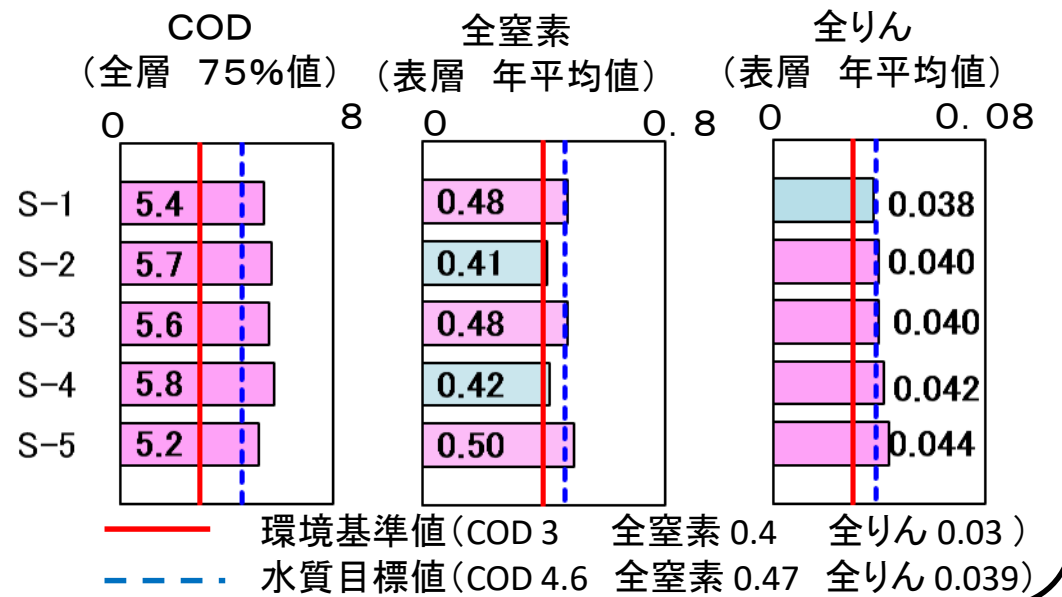 COD
(全層 75%値)
0 8
全窒素
(表層 年平均値)
0 0.8
全りん
(表層 年平均値)
0 0.08
S-1 5.4 0.48 0.038
S-2 5.7 0.41 0.040
S-3 5.6 0.48 0.040
S-4 5.8 0.42 0.042
S-5 5.2 0.50 0.044
環境基準値(COD 3 全窒素 0.4 全りん 0.03 )
水質目標値(COD 4.6 全窒素 0.47 全りん 0.039)